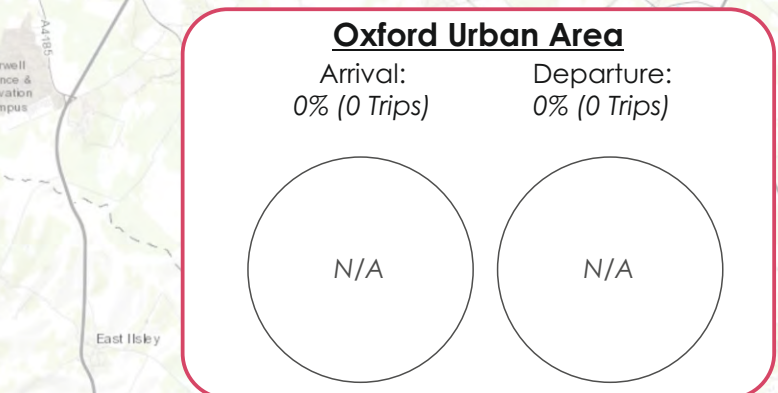 A4185
Oxford Urban Area
Arrival: Departure:
0% (0 Trips) 0% (0 Trips)
N/A N/A
East Ilsley